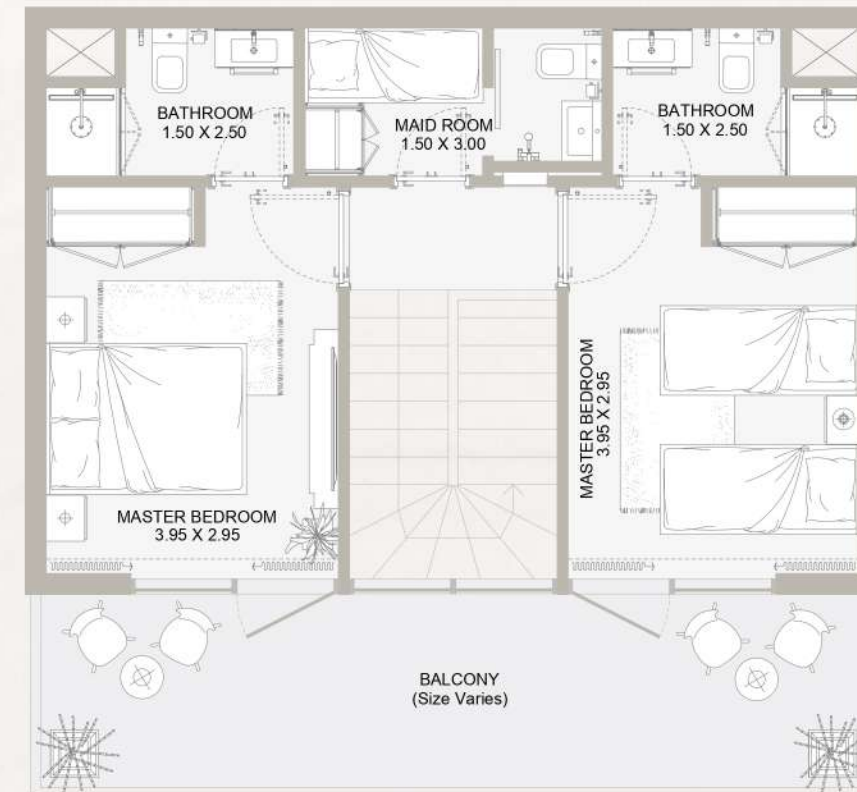 BATHROOM
1.50 X 2.50
MAID ROOM
1.50 X 3.00
BATHROOM
1.50 X 2.50
MASTER BEDROOM
3.95 X 2.95
MASTER BEDROOM
3.95 X 2.95
BALCONY
(Size Varies)